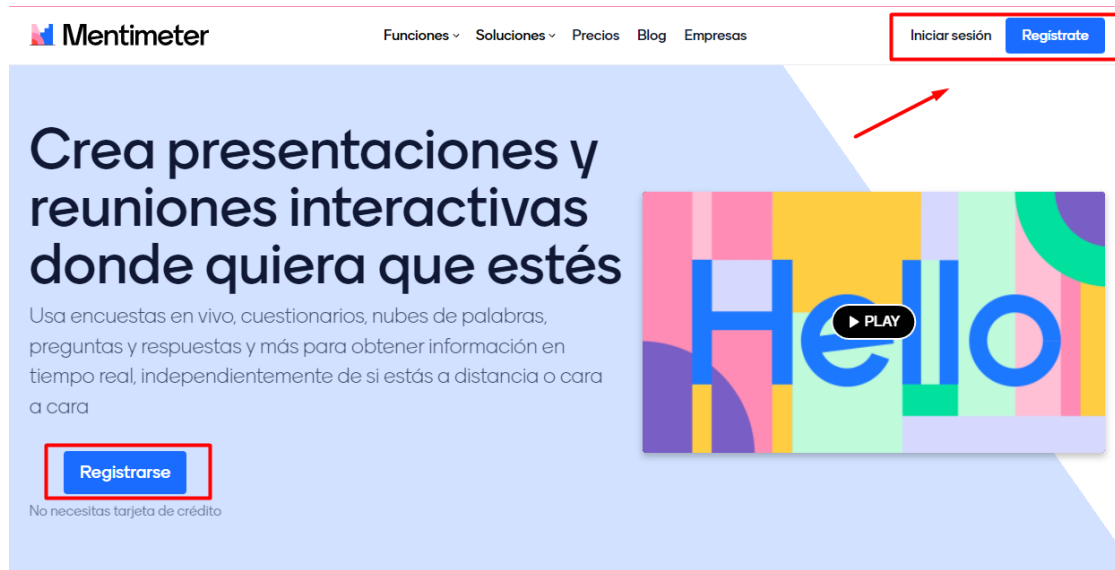 Mentimeter
Funciones Soluciones Precios Blog Empresas
Iniciar sesión Regístrate
Crea presentaciones y
reuniones interactivas
donde quiera que estés
Usa encuestas en vivo, cuestionarios, nubes de palabras,
preguntas y respuestas y más para obtener información en
tiempo real, independientemente de si estás a distancia o cara
a cara
Hello
PLAY
Registrarse
No necesitas tarjeta de crédito